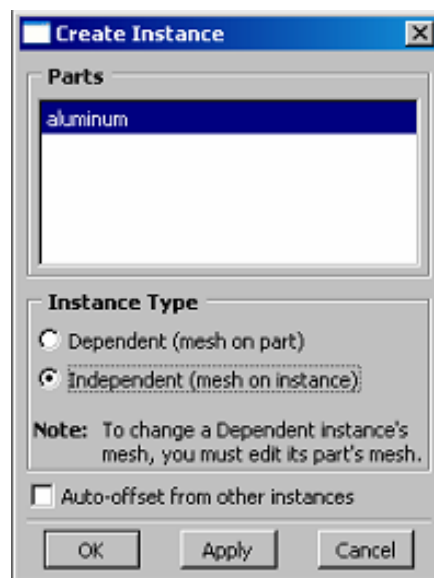 Create Instance
Parts
aluminum
Instance Type
Dependent (mesh on part)
Independent (mesh on instance)
Note: To change a Dependent instance's
mesh, you must edit its part's mesh.
Auto-offset from other instances
OK Apply Cancel